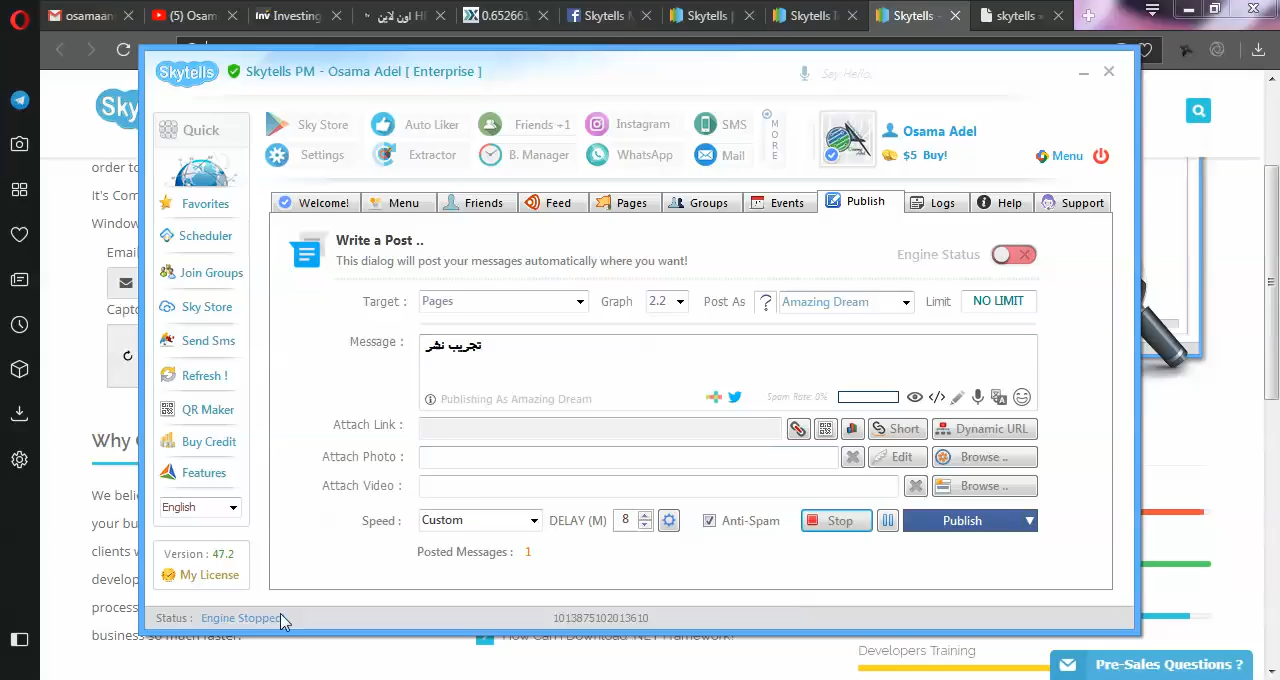 osamaan
(5) Osam
Investing
اون لاين
0.652661
Skytells M
Skytells |
Skytells I
Skytells -
skytells
Skytells
Skytells PM - Osama Adel [ Enterprise ]
Say Hello.
Sky
Quick
Sky Store
Auto Liker
Friends +1
Instagram
SMS
MORE
Settings
Extractor
B. Manager
WhatsApp
Mail
Osama Adel
$5 Buy!
Menu
order to
It's Com
Window
Email
Capto
Favorites
Scheduler
Join Groups
Sky Store
Send Sms
Refresh !
QR Maker
Buy Credit
Features
English
Version : 47.2
My License
Welcome!
Menu
Friends
Feed
Pages
Groups
Events
Publish
Logs
Help
Support
Write a Post ..
This dialog will post your messages automatically where you want!
Engine Status
Target :
Pages
Graph
2.2
Post As
?
Amazing Dream
Limit
NO LIMIT
Message :
تجريب نشر
Publishing As Amazing Dream
Spam Rate: 0%
Attach Link :
Short
Dynamic URL
Attach Photo :
Edit
Browse ..
Attach Video :
Browse ..
Speed :
Custom
DELAY (M)
8
Anti-Spam
Stop
Publish
Posted Messages : 1
Status : Engine Stopped
1013875102013610
Why
We belie
your bu
clients w
develop
process
business so much faster.
How Can I Download .NET Framework?
Developers Training
Pre-Sales Questions ?